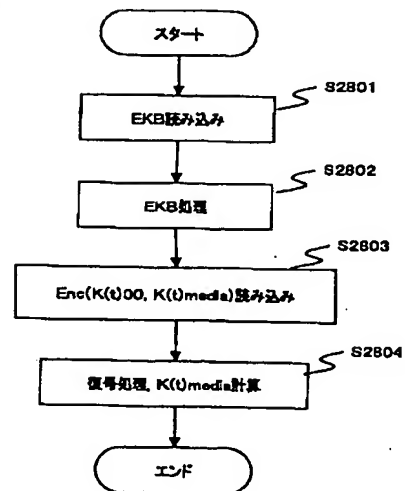 スタート
S2801
EKB読み込み
S2802
EKB処理
S2803
Enc(K(t)00, K(t)media)読み込み
S2804
復号処理, K(t)media計算
エンド